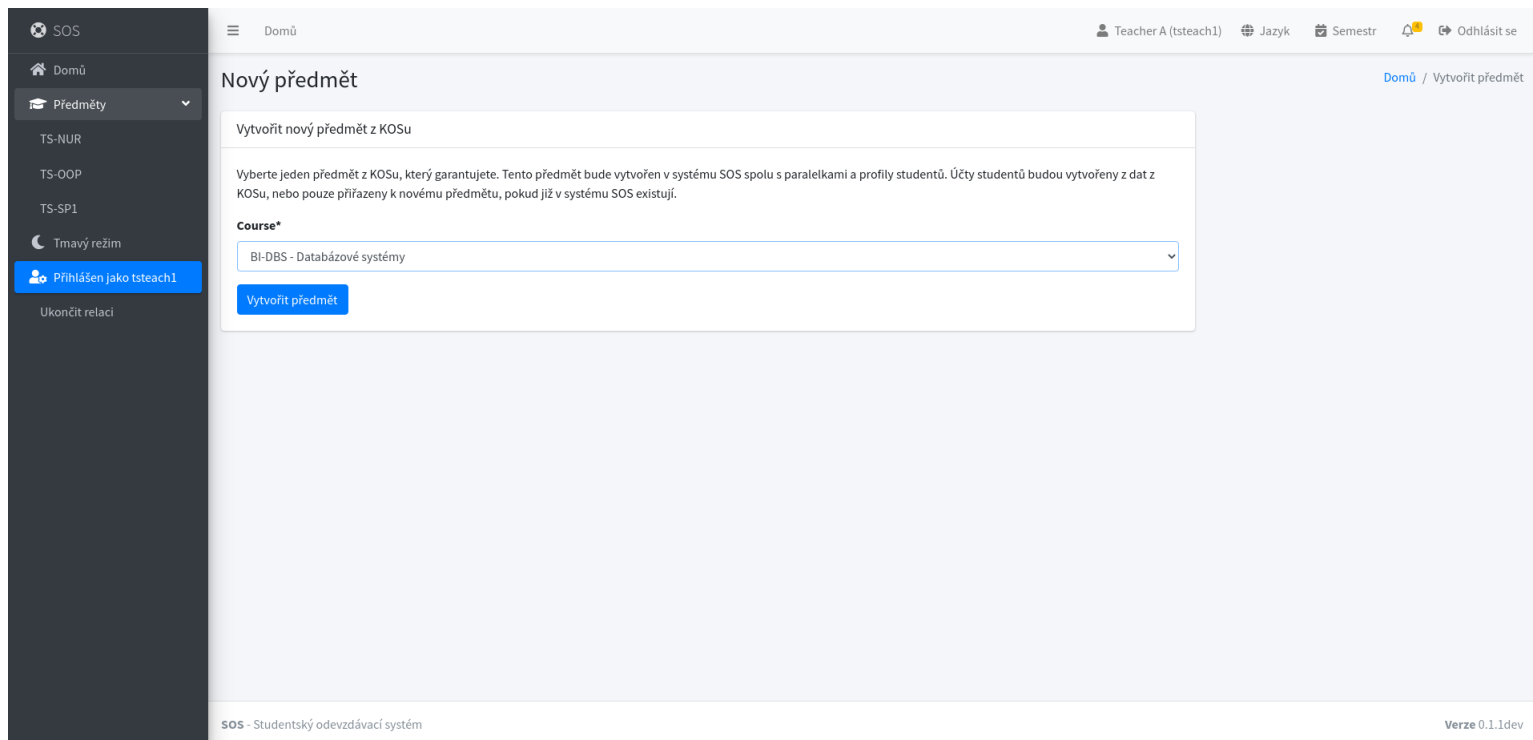 SOS
Domů
Teacher A (tsteach1)
Jazyk
Semestr
4
Odhlásit se
Domů
Předměty
TS-NUR
TS-OOP
TS-SP1
Tmavý režim
Přihlášen jako tsteach1
Ukončit relaci
Nový předmět
Domů / Vytvořit předmět
Vytvořit nový předmět z KOSu
Vyberte jeden předmět z KOSu, který garantujete. Tento předmět bude vytvořen v systému SOS spolu s paralelkami a profily studentů. Účty studentů budou vytvořeny z dat z
KOSu, nebo pouze přiřazeny k novému předmětu, pokud již v systému SOS existují.
Course*
BI-DBS - Databázové systémy
Vytvořit předmět
SOS - Studentský odevzdávací systém
Verze 0.1.1dev